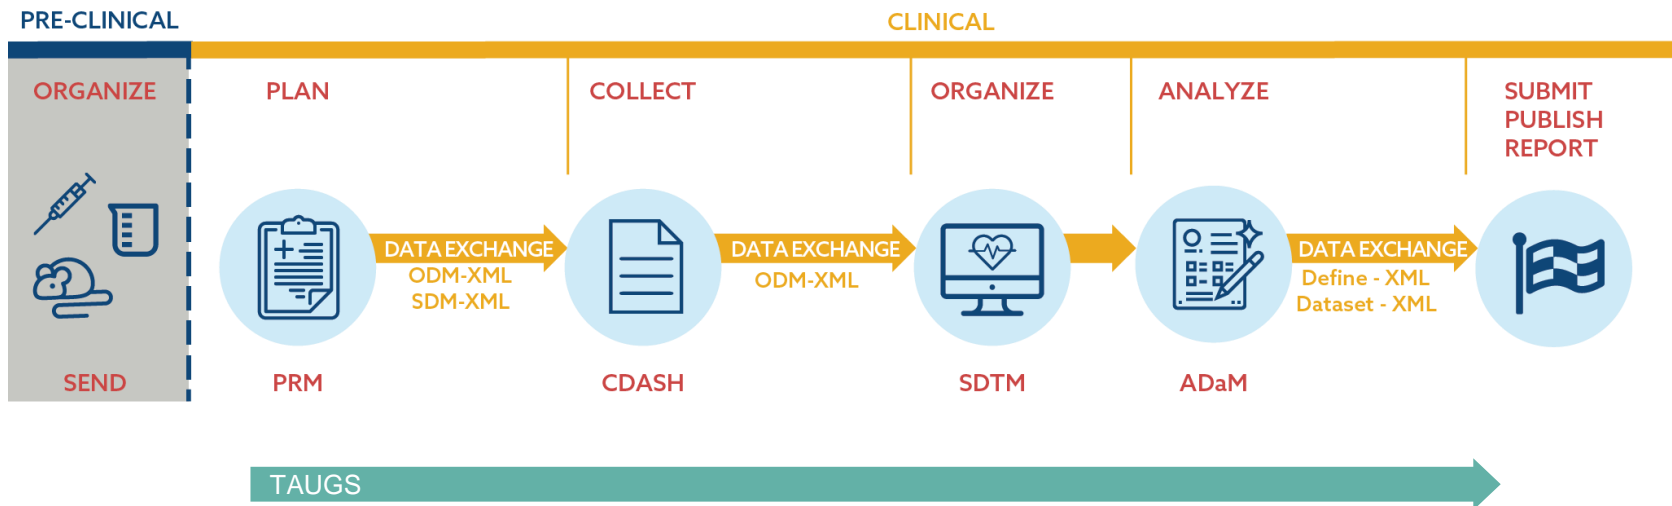 PRE-CLINICAL
CLINICAL
ORGANIZE
PLAN
COLLECT
ORGANIZE
ANALYZE
SUBMIT
PUBLISH
REPORT
DATA EXCHANGE
ODM-XML
SDM-XML
DATA EXCHANGE
ODM-XML
DATA EXCHANGE
Define - XML
Dataset - XML
SEND
PRM
CDASH
SDTM
ADaM
TAUGS